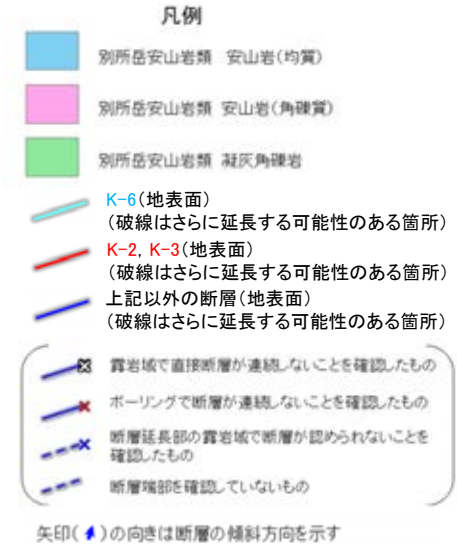 凡例
別所岳安山岩類 安山岩(均質)
別所岳安山岩類 安山岩(角礫質)
別所岳安山岩類 凝灰角礫岩
K-6(地表面)
(破線はさらに延長する可能性のある箇所)
K-2, K-3(地表面)
(破線はさらに延長する可能性のある箇所)
上記以外の断層(地表面)
(破線はさらに延長する可能性のある箇所)
露岩域で直接断層が連続しないことを確認したもの
ボーリングで断層が連続しないことを確認したもの
断層延長部の露岩域で断層が認められないことを
確認したもの
断層端部を確認していないもの
矢印( )の向きは断層の傾斜方向を示す